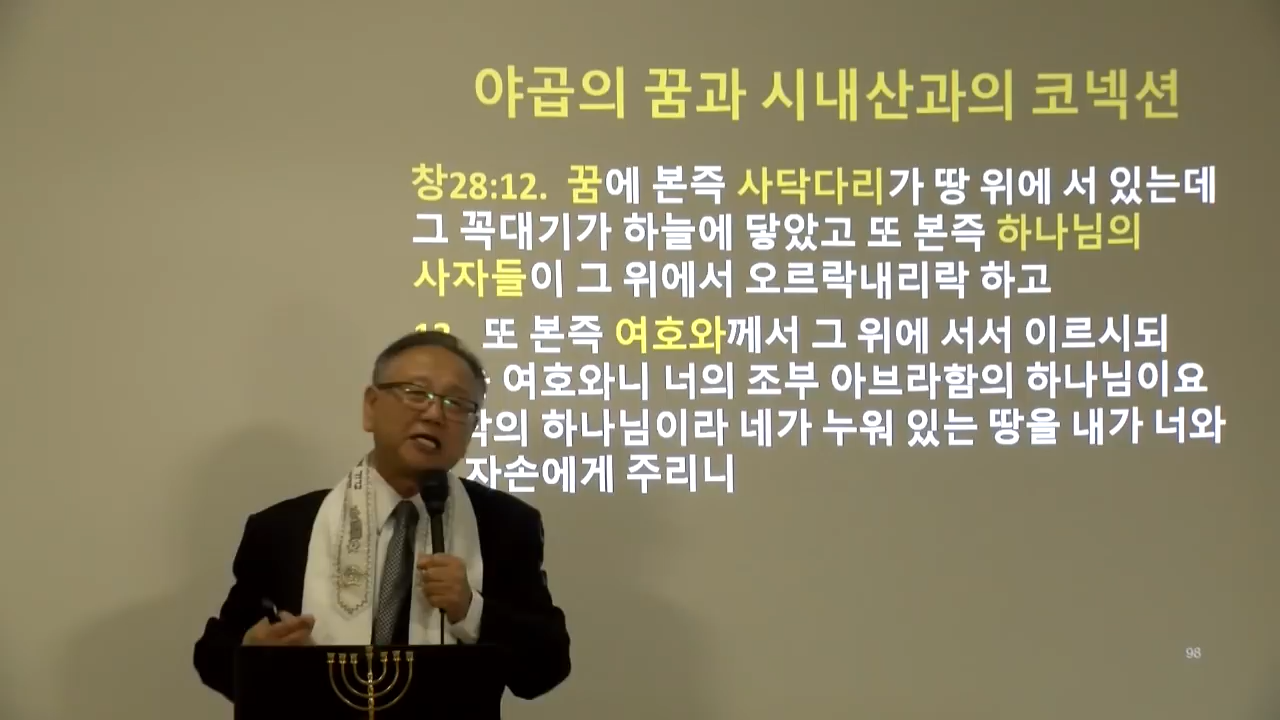 야곱의 꿈과 시내산과의 코넥션
창28:12. 꿈에 본즉 사닥다리가 땅 위에 서 있는데
그 꼭대기가 하늘에 닿았고 또 본즉 하나님의
사자들이 그 위에서 오르락내리락 하고
또 본즉 여호와께서 그 위에 서서 이르시되
여호와니 너의 조부 아브라함의 하나님이요
하나님이라 네가 누워 있는 땅을 내가 너와
자손에게 주리니
98